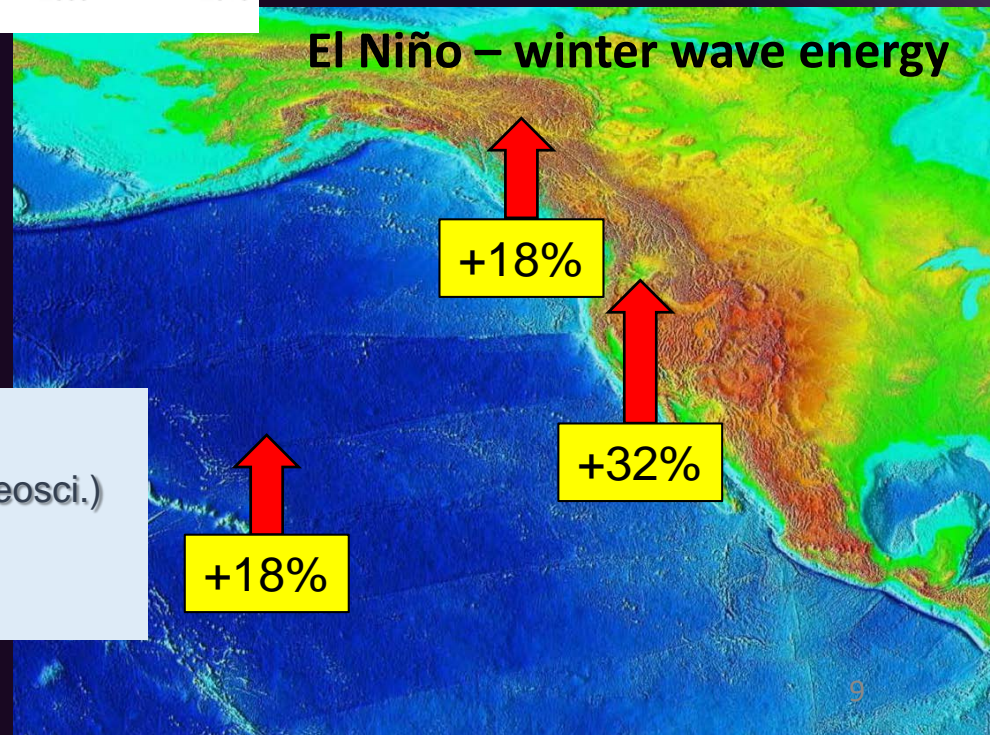 El Niño – winter wave energy
+18%
+32%
eosci.)
+18%
9